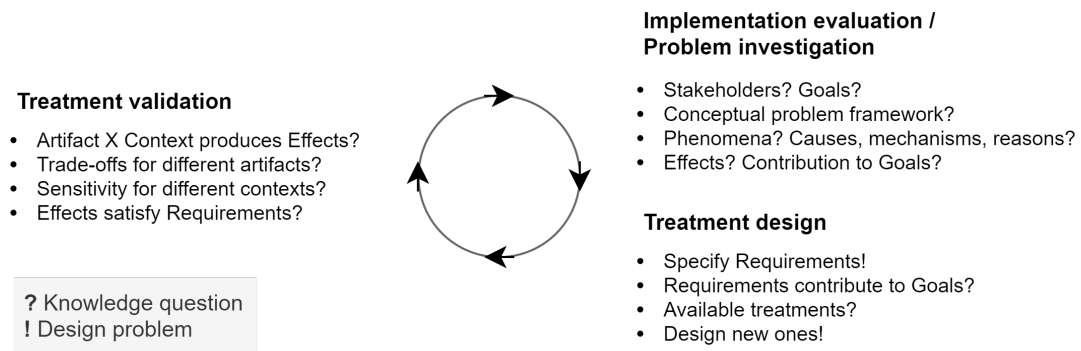 Implementation evaluation /
Problem investigation
• Stakeholders? Goals?
• Conceptual problem framework?
• Phenomena? Causes, mechanisms, reasons?
• Effects? Contribution to Goals?
Treatment design
• Specify Requirements!
• Requirements contribute to Goals?
• Available treatments?
• Design new ones!
Treatment validation
• Artifact X Context produces Effects?
• Trade-offs for different artifacts?
• Sensitivity for different contexts?
• Effects satisfy Requirements?
? Knowledge question
! Design problem